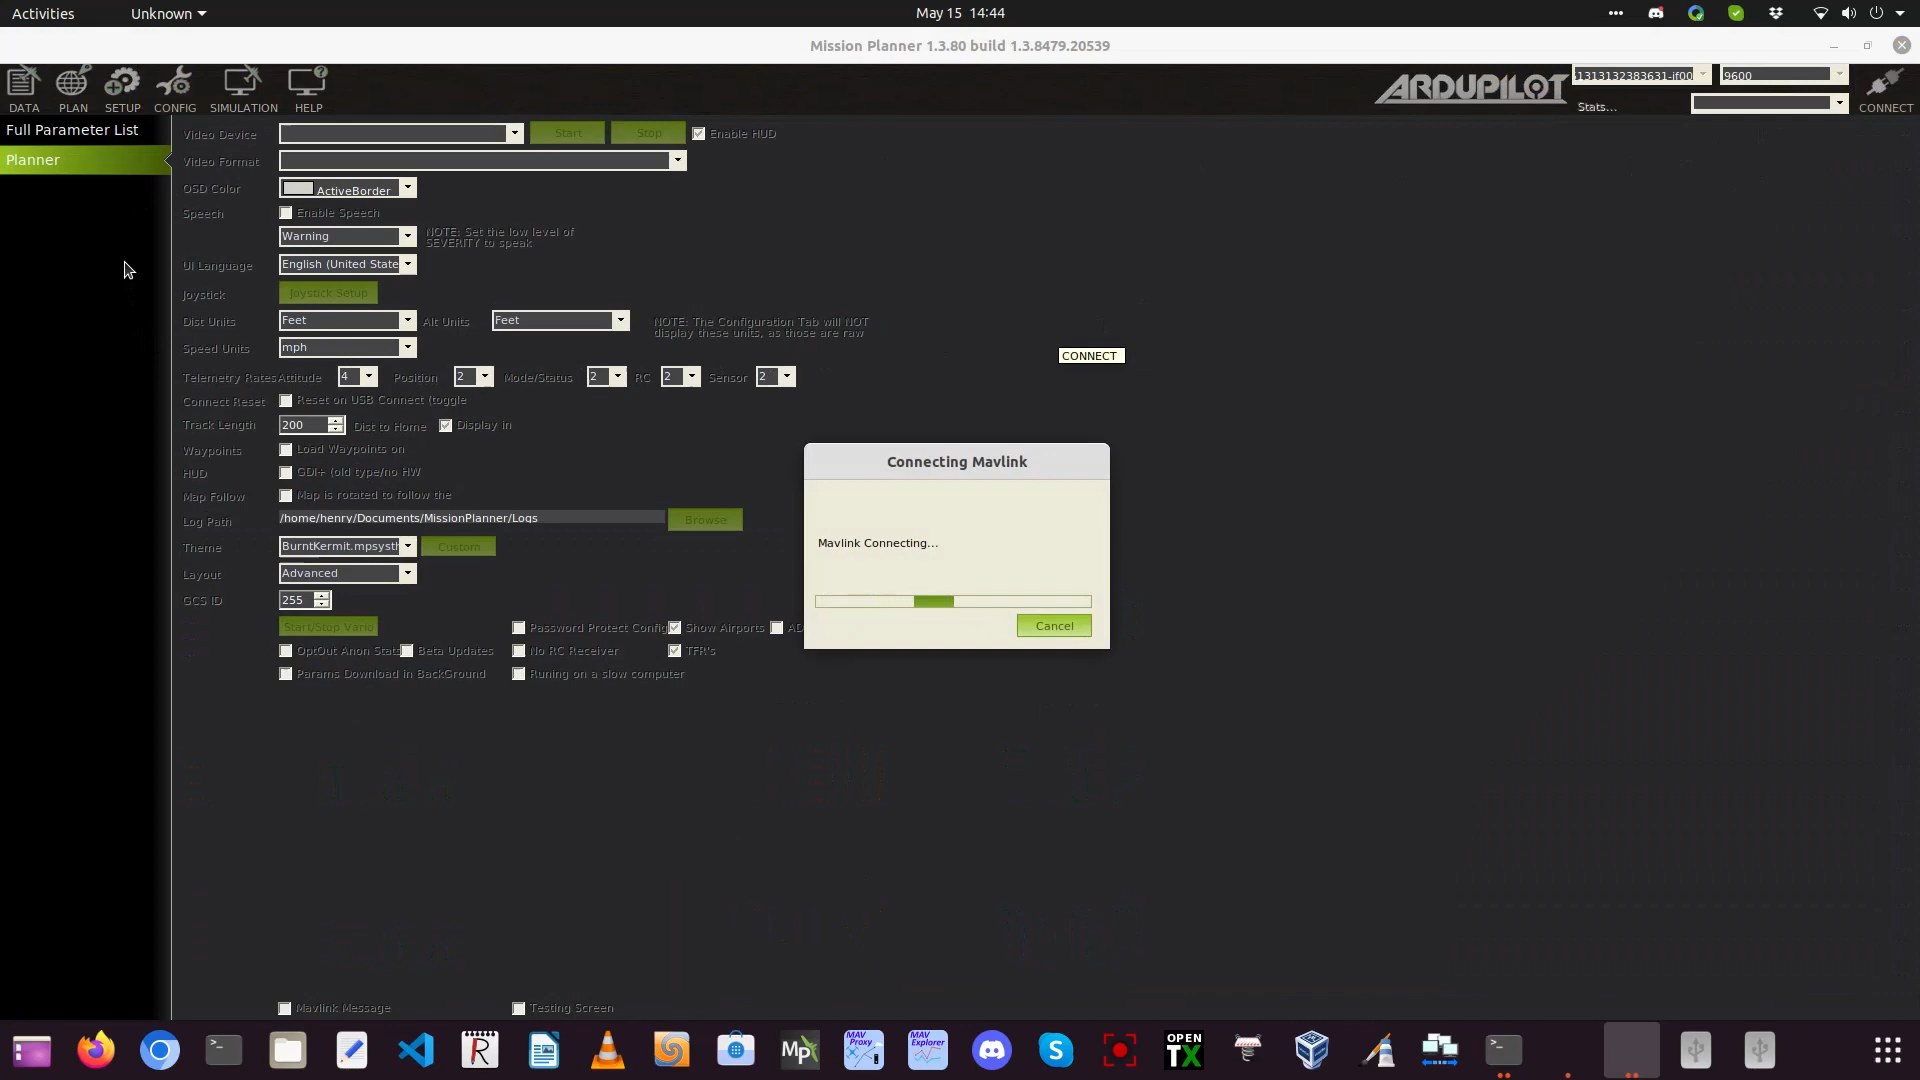 Activities
Unknown
May 15 14:44
Mission Planner 1.3.80 build 1.3.8479.20539
DATA
PLAN
SETUP
CONFIG
SIMULATION
HELP
ARDUPILOT
1313132383631-if00
9600
Stats...
CONNECT
Full Parameter List
Planner
Video Device
Start
Stop
Enable HUD
Video Format
OSD Color
ActiveBorder
Speech
Enable Speech
Warning
NOTE: Set the low level of
SEVERITY to speak
UI Language
English (United State
Joystick
Joystick Setup
Dist Units
Feet
Alt Units
Feet
NOTE: The Configuration Tab will NOT
display these units, as those are raw
Speed Units
mph
CONNECT
Telemetry Rates
Attitude
4
Position
2
Mode/Status
2
RC
2
Sensor
2
Connect Reset
Reset on USB Connect (toggle
Track Length
200
Dist to Home
Display in
Waypoints
Load Waypoints on
HUD
GDI+ (old type/no HW
Map Follow
Map is rotated to follow the
Log Path
/home/henry/Documents/MissionPlanner/Logs
Browse
Theme
BurntKermit.mpsyst
Custom
Layout
Advanced
GCS ID
255
Start/Stop Vario
Password Protect Config
Show Airports
AD
OptOut Anon Stats
Beta Updates
No RC Receiver
TFR's
Params Download in BackGround
Runing on a slow computer
Connecting Mavlink
Mavlink Connecting...
Cancel
Mavlink Message
Testing Screen
>_
R
Mp
MAV
Proxy
MAV
Explorer
S
OPEN
TX
>_